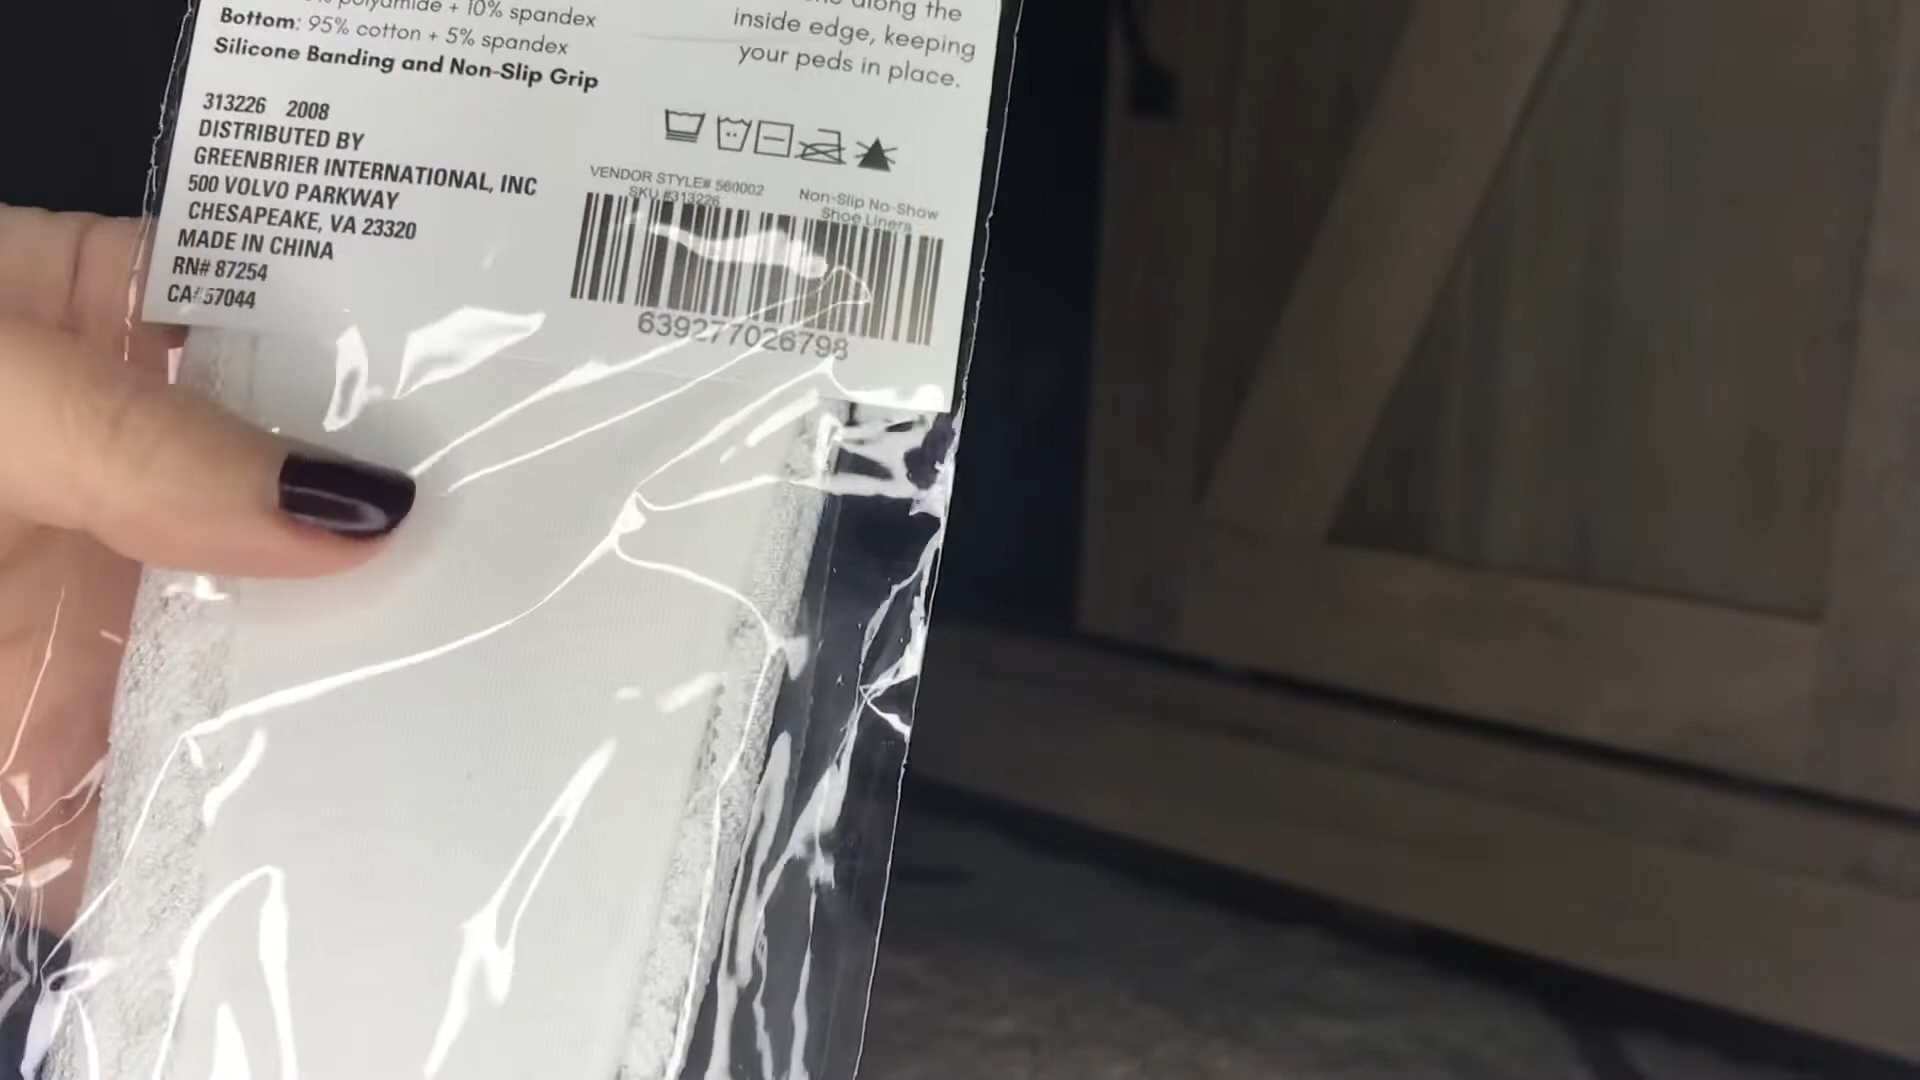 polyamide + 10% spandex
Bottom: 95% cotton + 5% spandex
Silicone Banding and Non-Slip Grip
along the
inside edge, keeping
your peds in place.
313226 2008
DISTRIBUTED BY
GREENBRIER INTERNATIONAL, INC
500 VOLVO PARKWAY
CHESAPEAKE, VA 23320
MADE IN CHINA
RN# 87254
CA#57044
VENDOR STYLE# 560002
SKU #313226
Non-Slip No-Show
Shoe Liners
639277026798